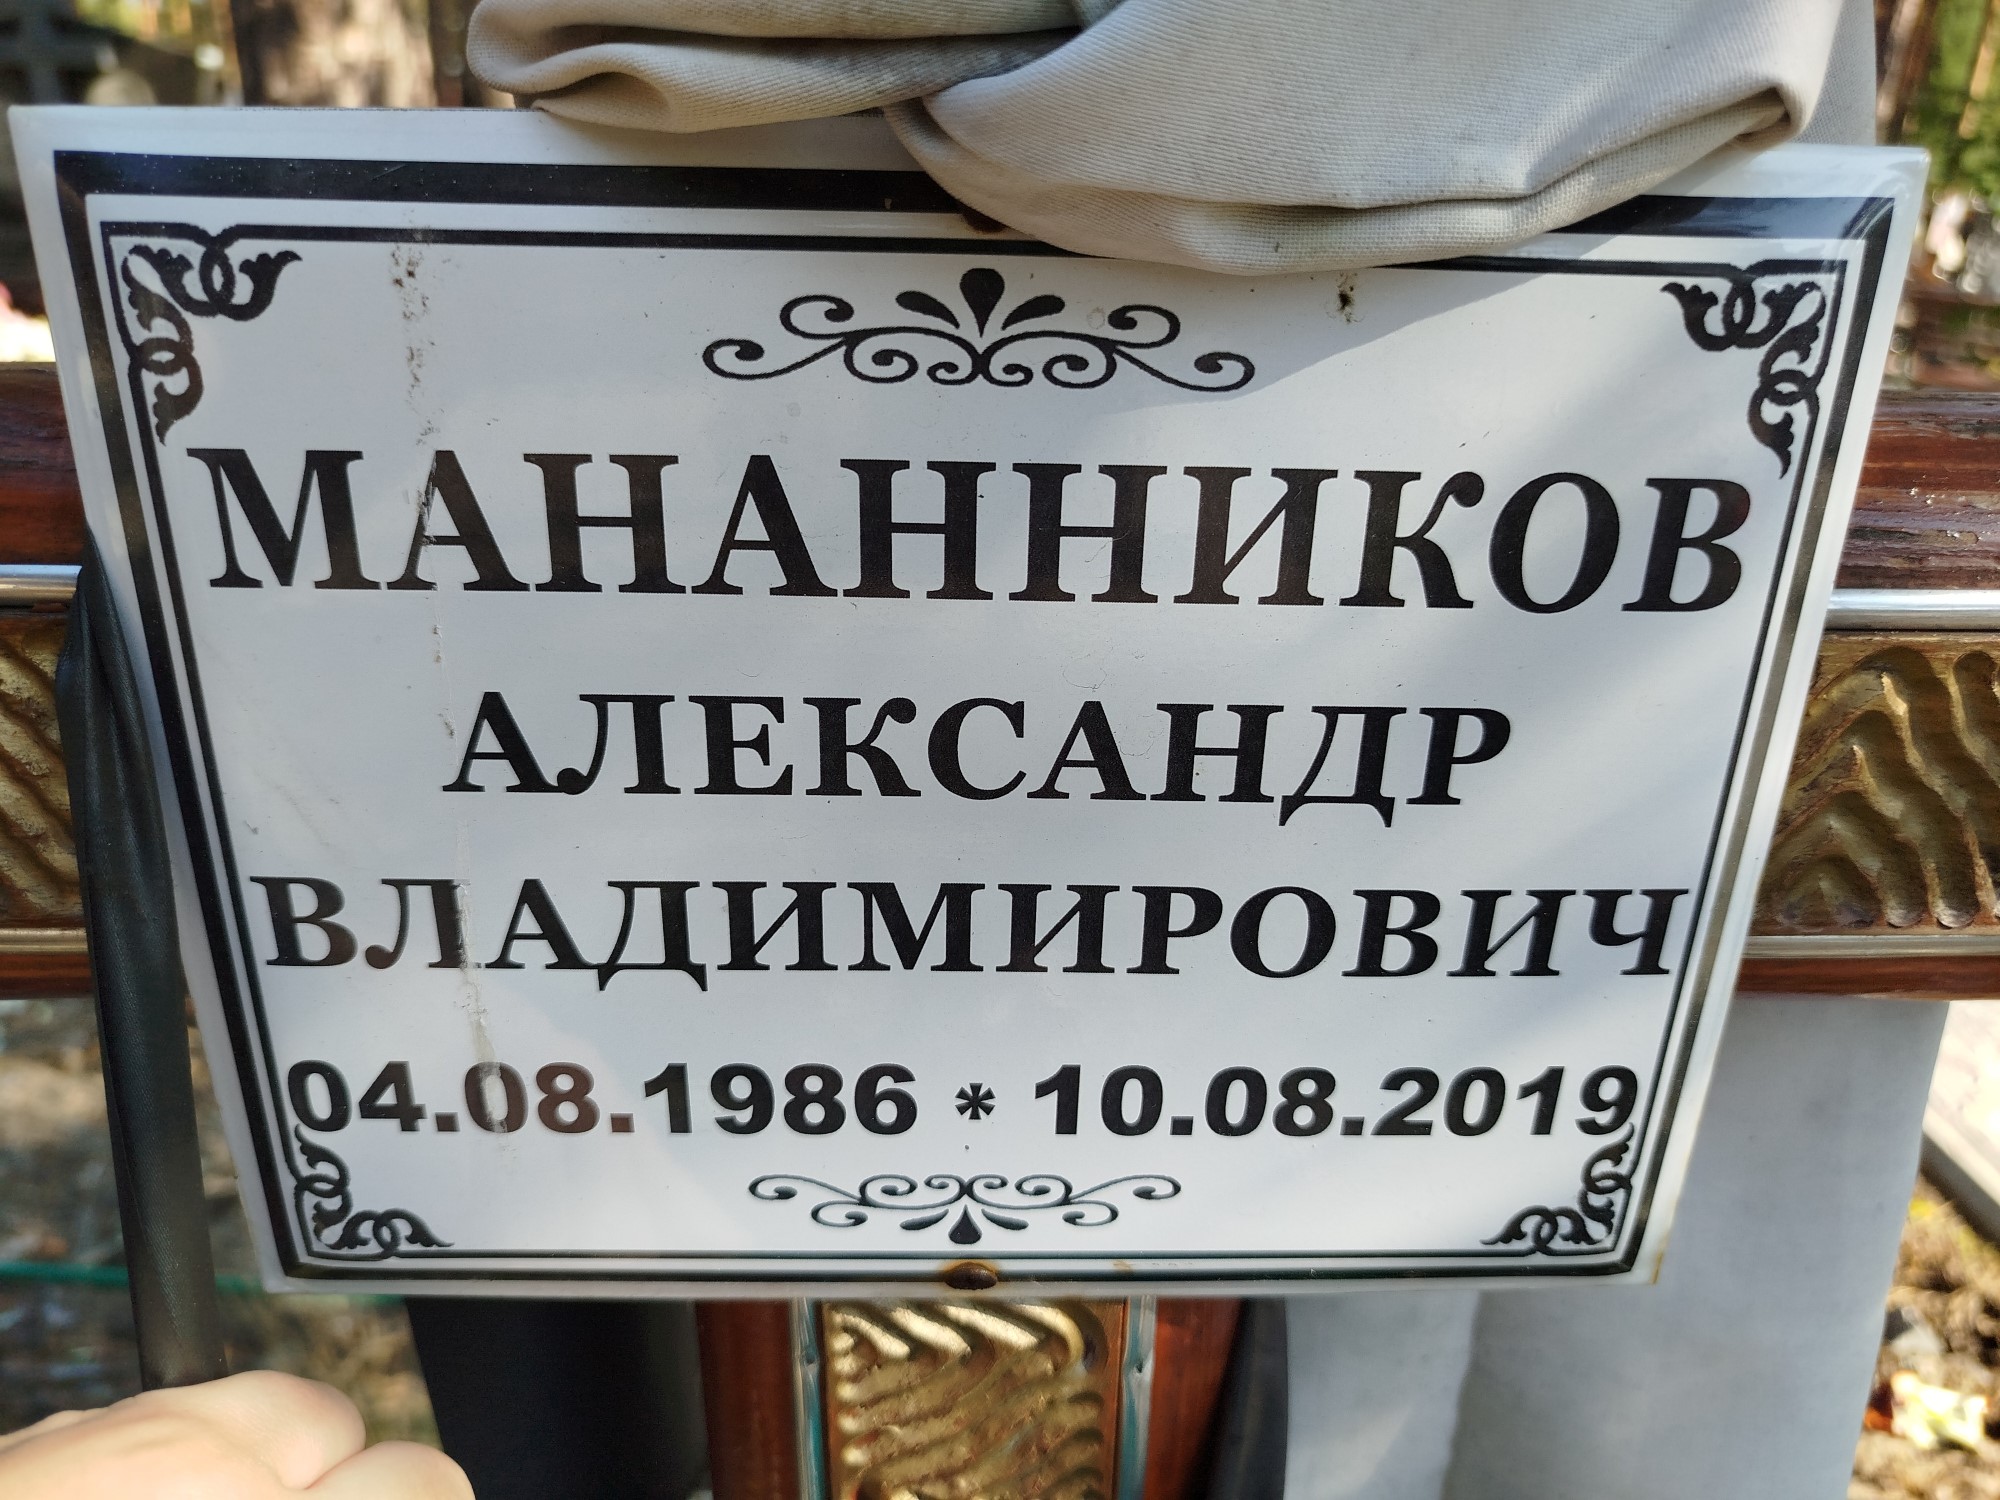 МАНАННИКОВ
АЛЕКСАНДР
ВЛАДИМИРОВИЧ
04.08.1986 * 10.08.2019